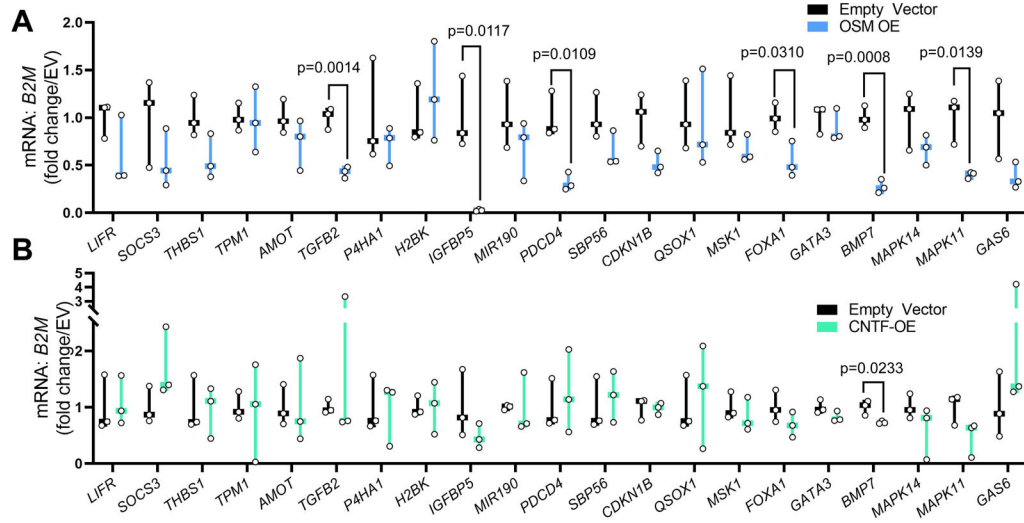 A
Empty Vector
OSM OE
mRNA: B2M
(fold change/EV)
2.0
1.5
1.0
0.5
0.0
p=0.0014
p=0.0117
p=0.0109
p=0.0310
p=0.0008
p=0.0139
LIFR
SOCS3
THBS1
TPM1
AMOT
TGFB2
P4HA1
H2BK
IGFBP5
MIR190
PDCD4
SBP56
CDKN1B
QSOX1
MSK1
FOXA1
GATA3
BMP7
MAPK14
MAPK11
GAS6
B
Empty Vector
CNTF-OE
mRNA: B2M
(fold change/EV)
5
4
3
2
1
0
p=0.0233
LIFR
SOCS3
THBS1
TPM1
AMOT
TGFB2
P4HA1
H2BK
IGFBP5
MIR190
PDCD4
SBP56
CDKN1B
QSOX1
MSK1
FOXA1
GATA3
BMP7
MAPK14
MAPK11
GAS6